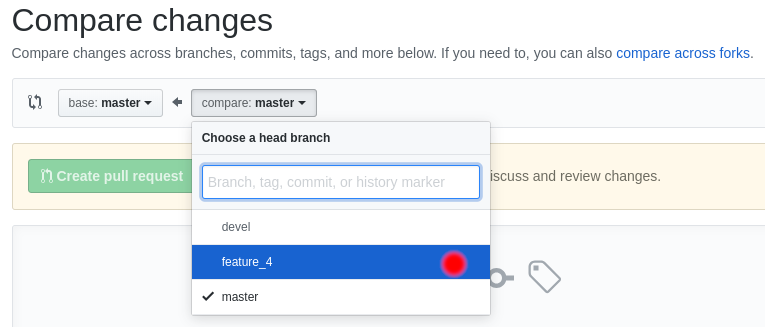 Compare changes
Compare changes across branches, commits, tags, and more below. If you need to, you can also compare across forks.
base: master compare: master
Choose a head branch
Branch, tag, commit, or history marker
Create pull request iscuss and review changes.
devel
feature_4
master